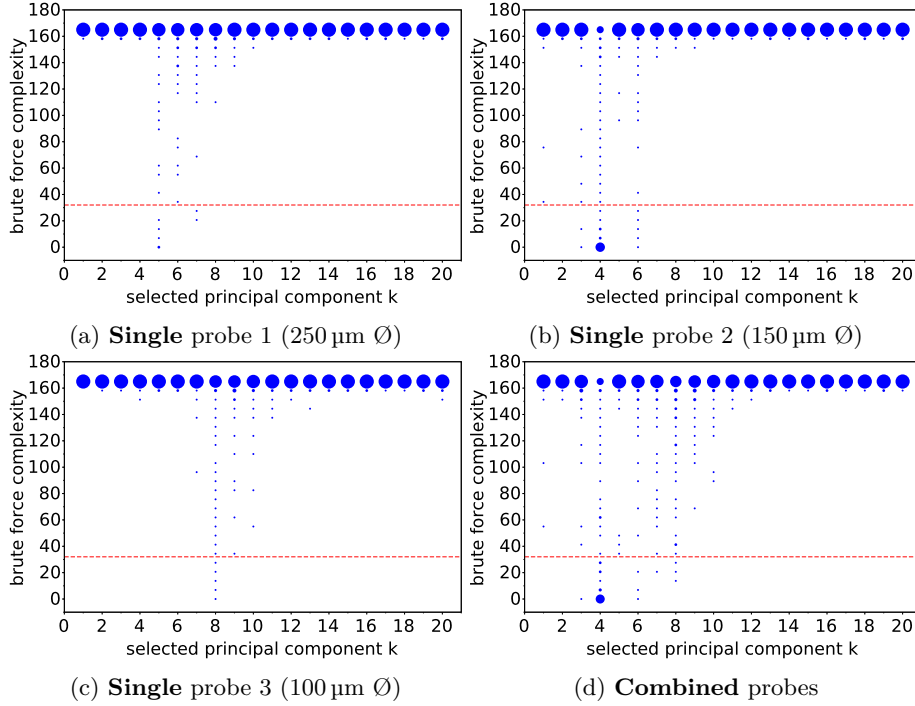 180
160
140
120
100
80
60
40
20
0
brute force complexity
0 2 4 6 8 10 12 14 16 18 20
selected principal component k
(a) Single probe 1 (250 µm Ø)
180
160
140
120
100
80
60
40
20
0
brute force complexity
0 2 4 6 8 10 12 14 16 18 20
selected principal component k
(b) Single probe 2 (150 µm Ø)
180
160
140
120
100
80
60
40
20
0
brute force complexity
0 2 4 6 8 10 12 14 16 18 20
selected principal component k
(c) Single probe 3 (100 µm Ø)
180
160
140
120
100
80
60
40
20
0
brute force complexity
0 2 4 6 8 10 12 14 16 18 20
selected principal component k
(d) Combined probes